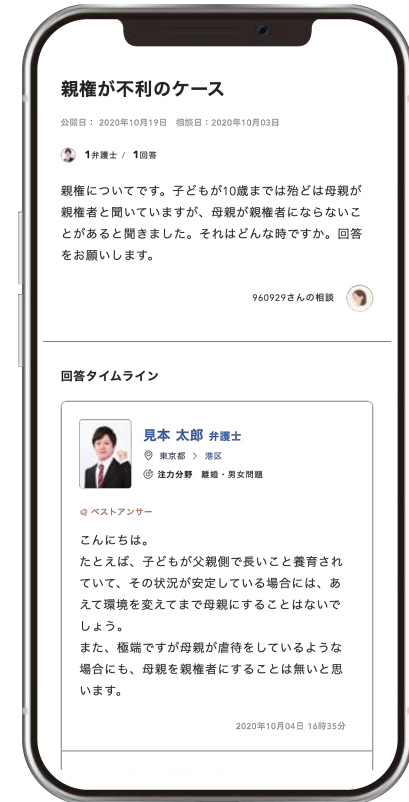 親権が不利のケース
公開日： 2020年10月19日 相談日：2020年10月03日
1弁護士 / 1回答
親権についてです。子どもが10歳までは殆どは母親が
親権者と聞いていますが、母親が親権者にならないこ
とがあると聞きました。それはどんな時ですか。回答
をお願いします。
960929さんの相談
回答タイムライン
見本 太郎 弁護士
東京都 > 港区
注力分野 離婚・男女問題
ベストアンサー
こんにちは。
たとえば、子どもが父親側で長いこと養育され
ていて、その状況が安定している場合には、あ
えて環境を変えてまで母親にすることはないで
しょう。
また、極端ですが母親が虐待をしているような
場合にも、母親を親権者にすることは無いと思
います。
2020年10月04日 16時35分